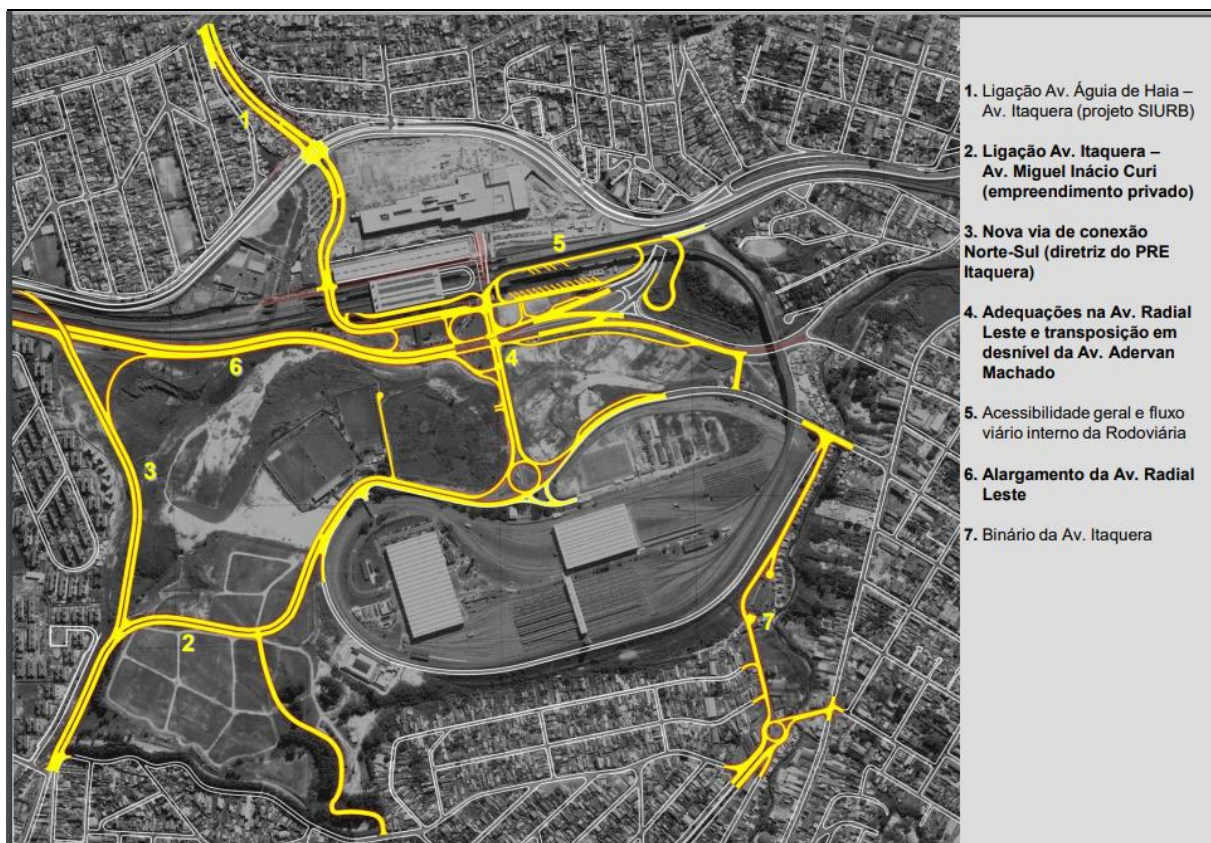 1. Ligação Av. Águia de Haia –
Av. Itaquera (projeto SIURB)
2. Ligação Av. Itaquera –
Av. Miguel Inácio Curi
(empreendimento privado)
3. Nova via de conexão
Norte-Sul (diretriz do PRE
Itaquera)
4. Adequações na Av. Radial
Leste e transposição em
desnível da Av. Adervan
Machado
5. Acessibilidade geral e fluxo
viário interno da Rodoviária
6. Alargamento da Av. Radial
Leste
7. Binário da Av. Itaquera
1
5
4
6
3
2
7